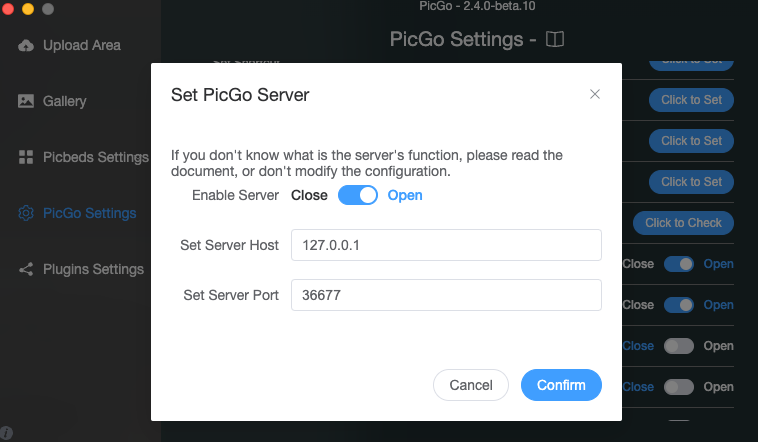 PicGo - 2.4.0-beta.10
Upload Area
Gallery
Picbeds Settings
PicGo Settings
Plugins Settings
PicGo Settings -
Click to Set
Click to Set
Click to Set
Click to Set
Click to Check
Close Open
Close Open
Close Open
Close Open
Set PicGo Server
If you don't know what is the server's function, please read the
document, or don't modify the configuration.
Enable Server Close Open
Set Server Host 127.0.0.1
Set Server Port 36677
Cancel Confirm